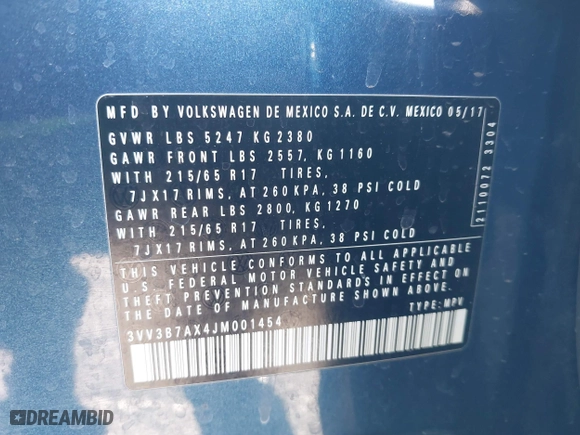 MFD BY VOLKSWAGEN DE MEXICO S.A. DE C.V. MEXICO 05/17
GVWR LBS 5247 KG 2380
GAWR FRONT LBS 2557, KG 1160
WITH 215/65 R17 TIRES,
7JX17 RIMS, AT 260 KPA, 38 PSI COLD
GAWR REAR LBS 2800, KG 1270
WITH 215/65 R17 TIRES,
7JX17 RIMS, AT 260 KPA, 38 PSI COLD
THIS VEHICLE CONFORMS TO ALL APPLICABLE
U.S. FEDERAL MOTOR VEHICLE SAFETY AND
THEFT PREVENTION STANDARDS IN EFFECT ON
THE DATE OF MANUFACTURE SHOWN ABOVE.
3VV3B7AX4JM001454 TYPE: MPV
2110072 3304
DREAMBID